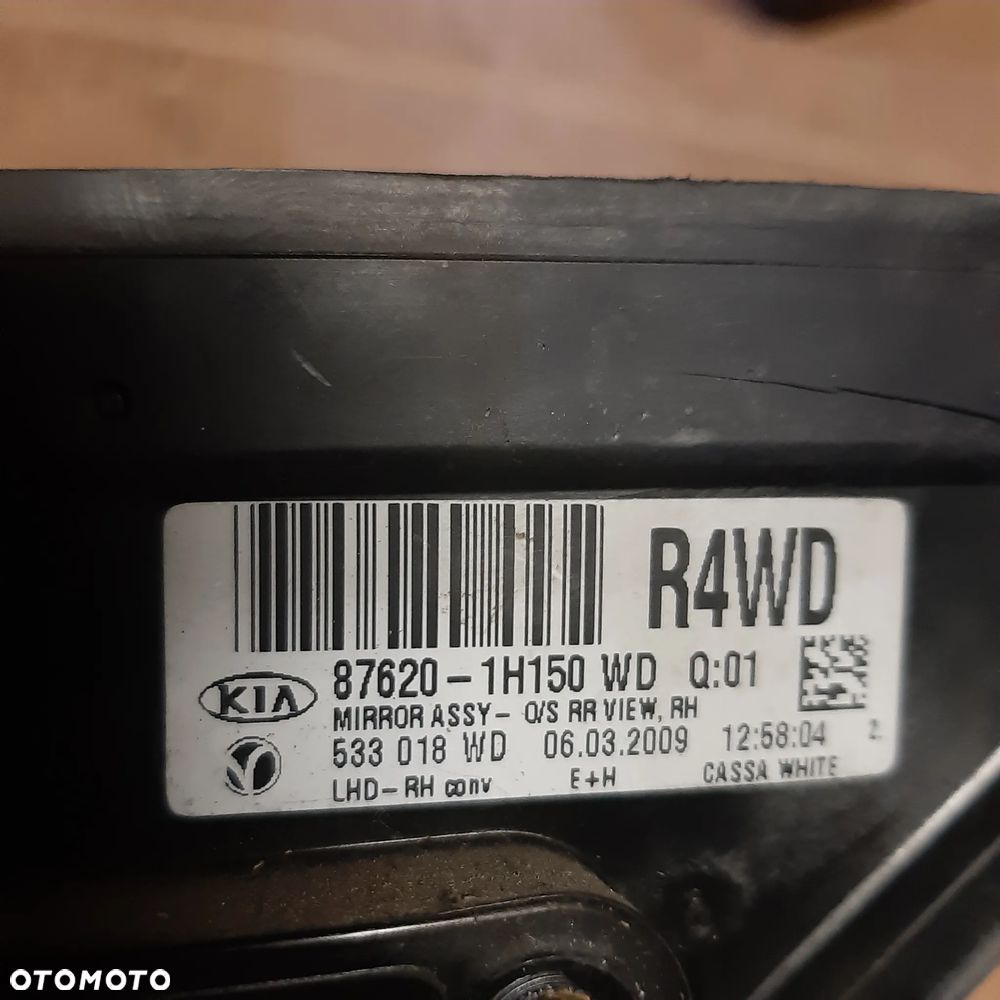 R4WD
KIA 87620-1H150 WD Q:01
MIRROR ASSY- O/S RR VIEW, RH
533 018 WD 06.03.2009 12:58:04 2
LHD-RH conv E+H CASSA WHITE
OTOMOTO